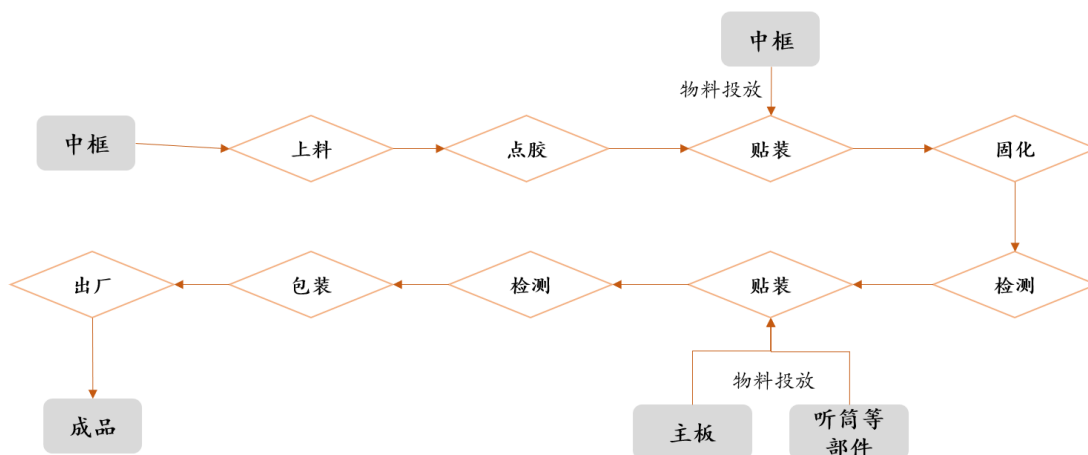 中框
物料投放
中框
上料
点胶
贴装
固化
出厂
包装
检测
贴装
检测
物料投放
成品
主板
听筒等
部件